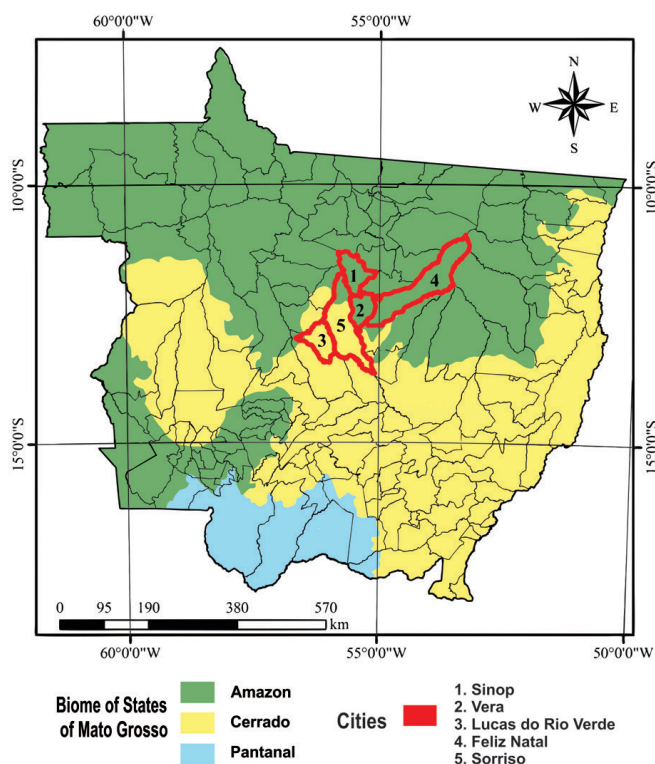 60°0'0"W 55°0'0"W
N
W E
S
10°0'0"S 10°0'0"S
1
4
2
5
3
15°0'0"S 15°0'0"S
0 95 190 380 570
km
60°0'0"W 55°0'0"W 50°0'0"W
Biome of States
of Mato Grosso
Amazon
Cerrado
Pantanal
Cities
1. Sinop
2. Vera
3. Lucas do Rio Verde
4. Feliz Natal
5. Sorriso